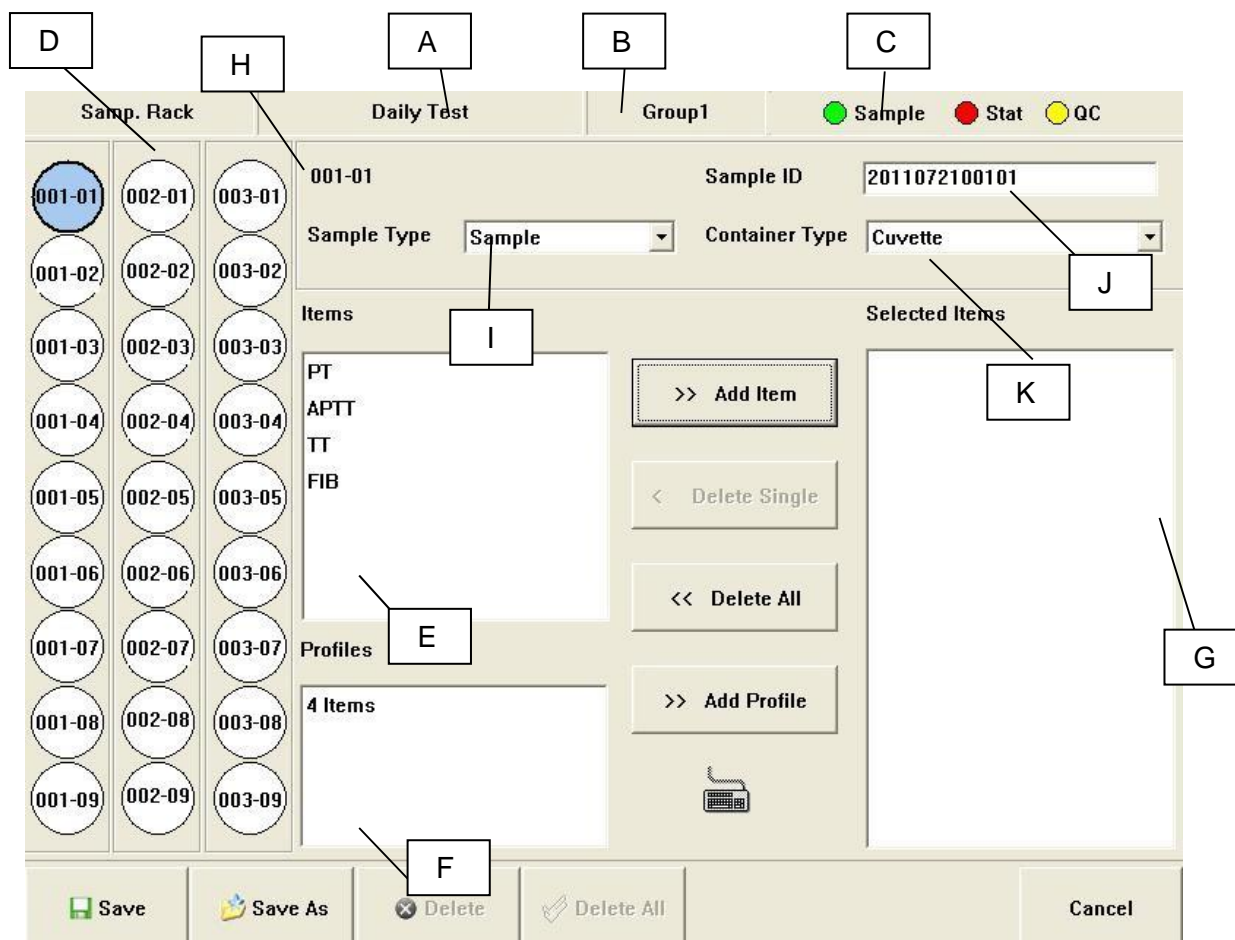 D
H
A
B
C
Samp. Rack
Daily Test
Group1
Sample
Stat
QC
001-01
002-01
003-01
001-02
002-02
003-02
001-03
002-03
003-03
001-04
002-04
003-04
001-05
002-05
003-05
001-06
002-06
003-06
001-07
002-07
003-07
001-08
002-08
003-08
001-09
002-09
003-09
001-01
Sample ID
2011072100101
Sample Type
Sample
Container Type
Cuvette
J
I
K
Items
PT
APTT
TT
FIB
E
Selected Items
G
>> Add Item
< Delete Single
<< Delete All
>> Add Profile
Profiles
4 Items
F
Save
Save As
Delete
Delete All
Cancel